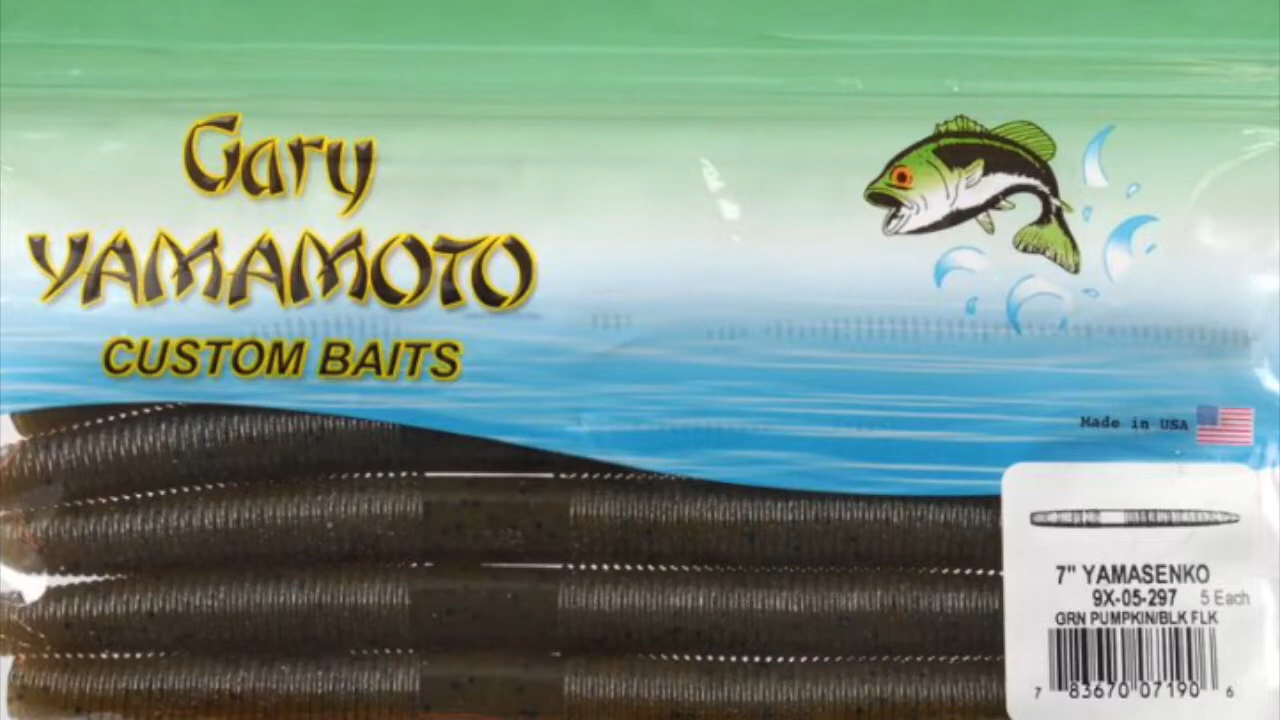 Gary
YAMAMOTO
CUSTOM BAITS
Made in USA
7" YAMASENKO
9X-05-297 5 Each
GRN PUMPKIN/BLK FLK
7 83670 07190 6